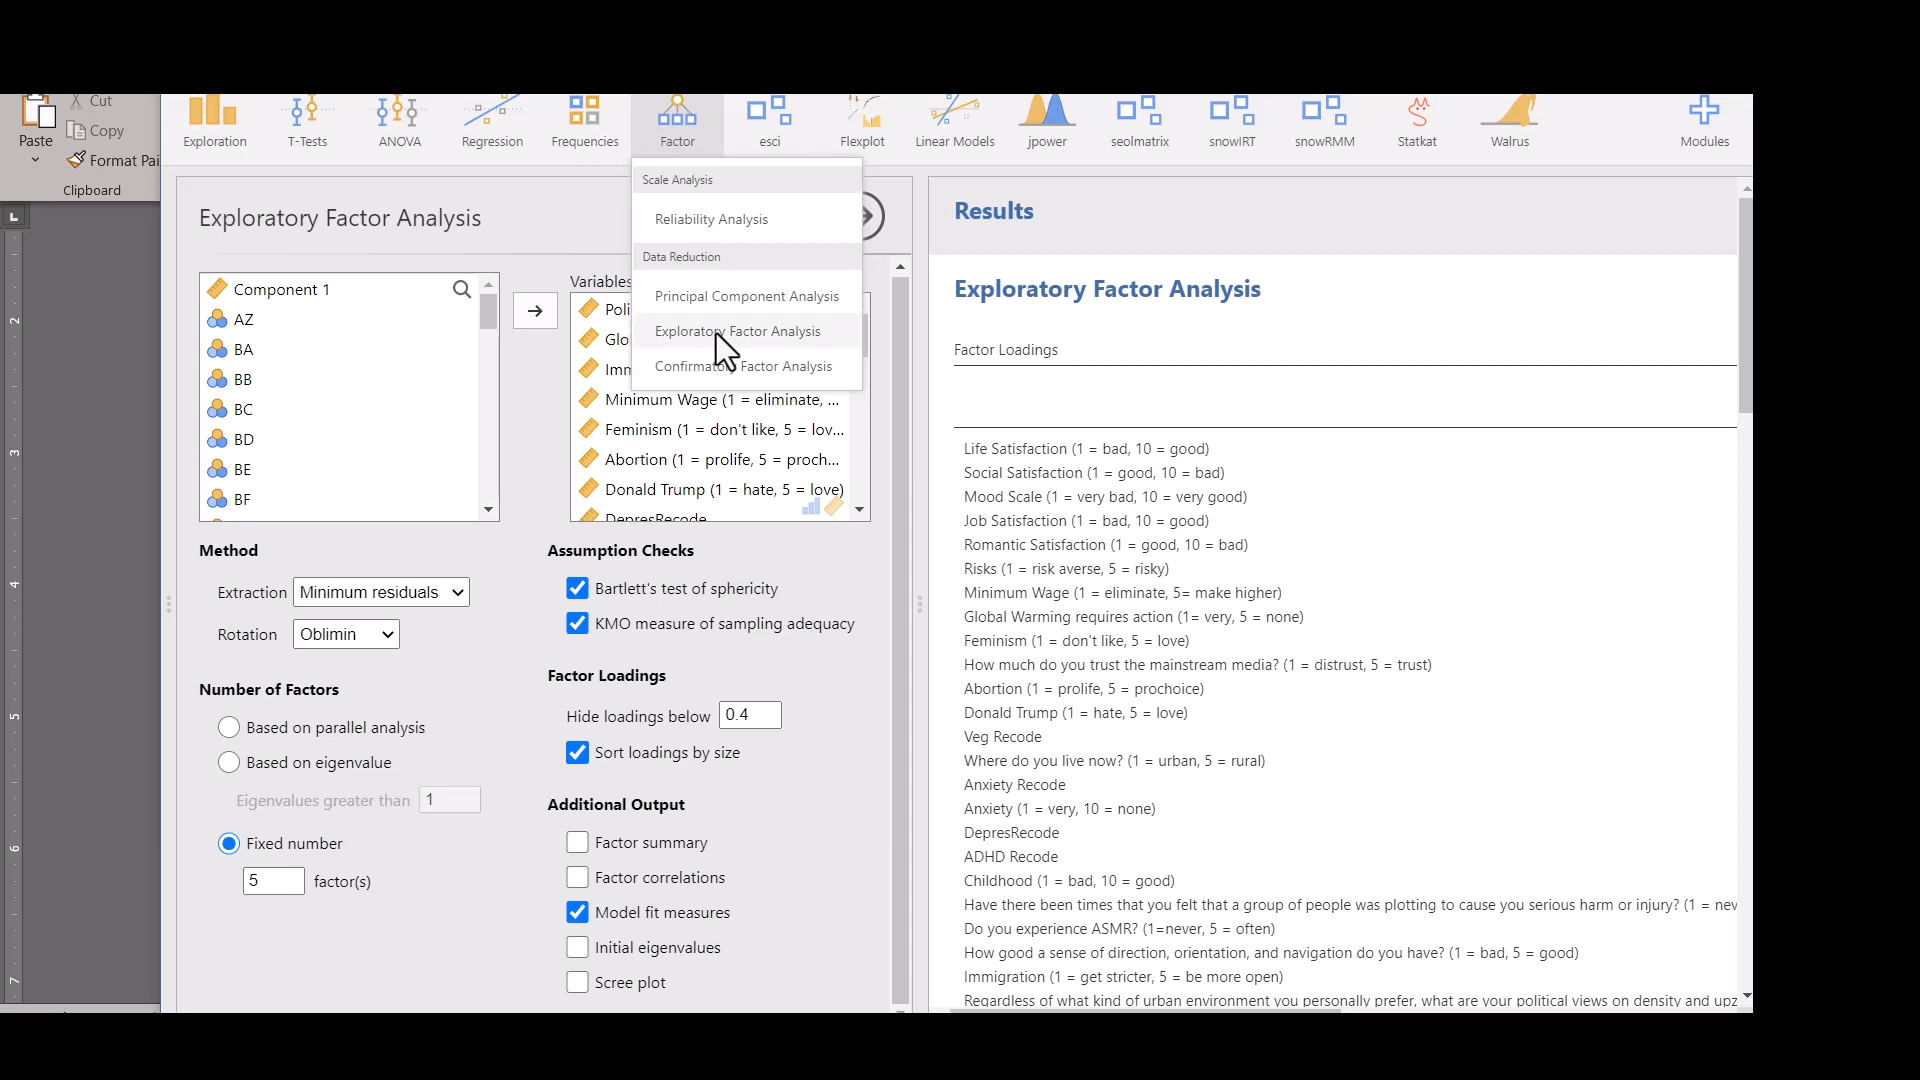 Cut
Copy
Paste
Format Pai
Clipboard
L
2
3
4
5
6
7
Exploration
T-Tests
ANOVA
Regression
Frequencies
Factor
esci
Flexplot
Linear Models
jpower
seolmatrix
snowIRT
snowRMM
Statkat
Walrus
Modules
Scale Analysis
Reliability Analysis
Data Reduction
Principal Component Analysis
Exploratory Factor Analysis
Confirmatory Factor Analysis
Exploratory Factor Analysis
Component 1
AZ
BA
BB
BC
BD
BE
BF
Variables
Poli
Glo
Imm
Minimum Wage (1 = eliminate, ...
Feminism (1 = don't like, 5 = lov...
Abortion (1 = prolife, 5 = proch...
Donald Trump (1 = hate, 5 = love)
DepresRecode
Method
Extraction Minimum residuals
Rotation Oblimin
Number of Factors
Based on parallel analysis
Based on eigenvalue
Eigenvalues greater than 1
Fixed number
5 factor(s)
Assumption Checks
Bartlett's test of sphericity
KMO measure of sampling adequacy
Factor Loadings
Hide loadings below 0.4
Sort loadings by size
Additional Output
Factor summary
Factor correlations
Model fit measures
Initial eigenvalues
Scree plot
Results
Exploratory Factor Analysis
Factor Loadings
Life Satisfaction (1 = bad, 10 = good)
Social Satisfaction (1 = good, 10 = bad)
Mood Scale (1 = very bad, 10 = very good)
Job Satisfaction (1 = bad, 10 = good)
Romantic Satisfaction (1 = good, 10 = bad)
Risks (1 = risk averse, 5 = risky)
Minimum Wage (1 = eliminate, 5= make higher)
Global Warming requires action (1= very, 5 = none)
Feminism (1 = don't like, 5 = love)
How much do you trust the mainstream media? (1 = distrust, 5 = trust)
Abortion (1 = prolife, 5 = prochoice)
Donald Trump (1 = hate, 5 = love)
Veg Recode
Where do you live now? (1 = urban, 5 = rural)
Anxiety Recode
Anxiety (1 = very, 10 = none)
DepresRecode
ADHD Recode
Childhood (1 = bad, 10 = good)
Have there been times that you felt that a group of people was plotting to cause you serious harm or injury? (1 = nev
Do you experience ASMR? (1=never, 5 = often)
How good a sense of direction, orientation, and navigation do you have? (1 = bad, 5 = good)
Immigration (1 = get stricter, 5 = be more open)
Regardless of what kind of urban environment you personally prefer, what are your political views on density and upz